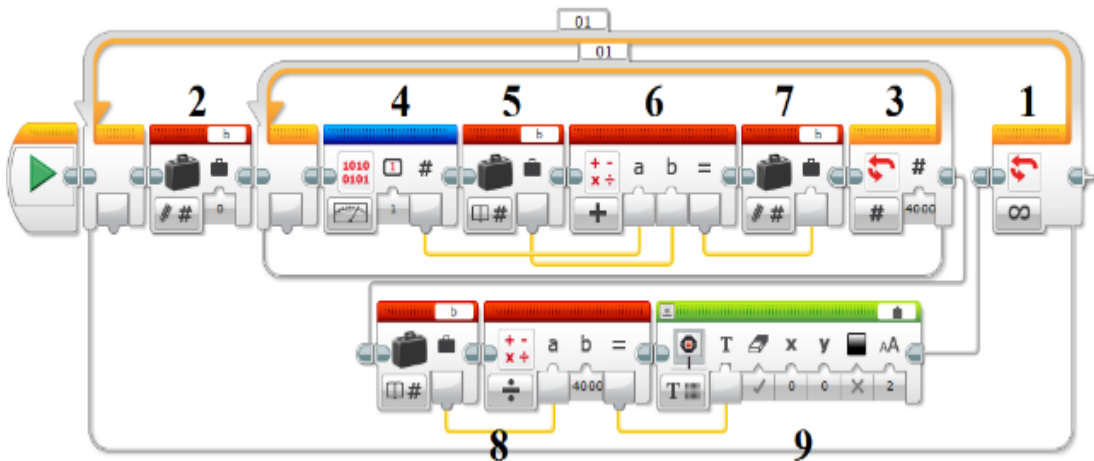 01
01
2 4 5 6 7 3 1
b b b
1010 0101 1 # a b = #
# 0 1 # + # # 4000 ∞
b
a b = T x y AA
# ÷ 4000 T 0 0 2
8 9